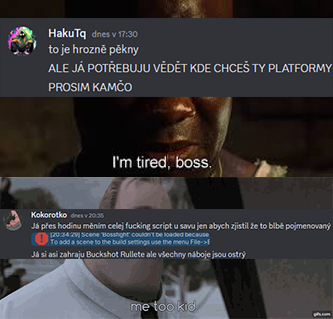 HakuTq dnes v 17:30
to je hrozně pěkny
ALE JÁ POTŘEBUJU VĚDĚT KDE CHCEŠ TY PLATFORMY
PROSIM KAMČO
I'm tired, boss.
Kokorotko dnes v 20:35
Já přes hodinu měním celej fucking script u savu jen abych zjistil že to blbě pojmenovaný
[20:34:29] Scene 'Bossfight' couldn't be loaded because
To add a scene to the build settings use the menu File->
Já si asi zahraju Buckshot Rullete ale všechny náboje jsou ostrý
me too kid
gifs.com